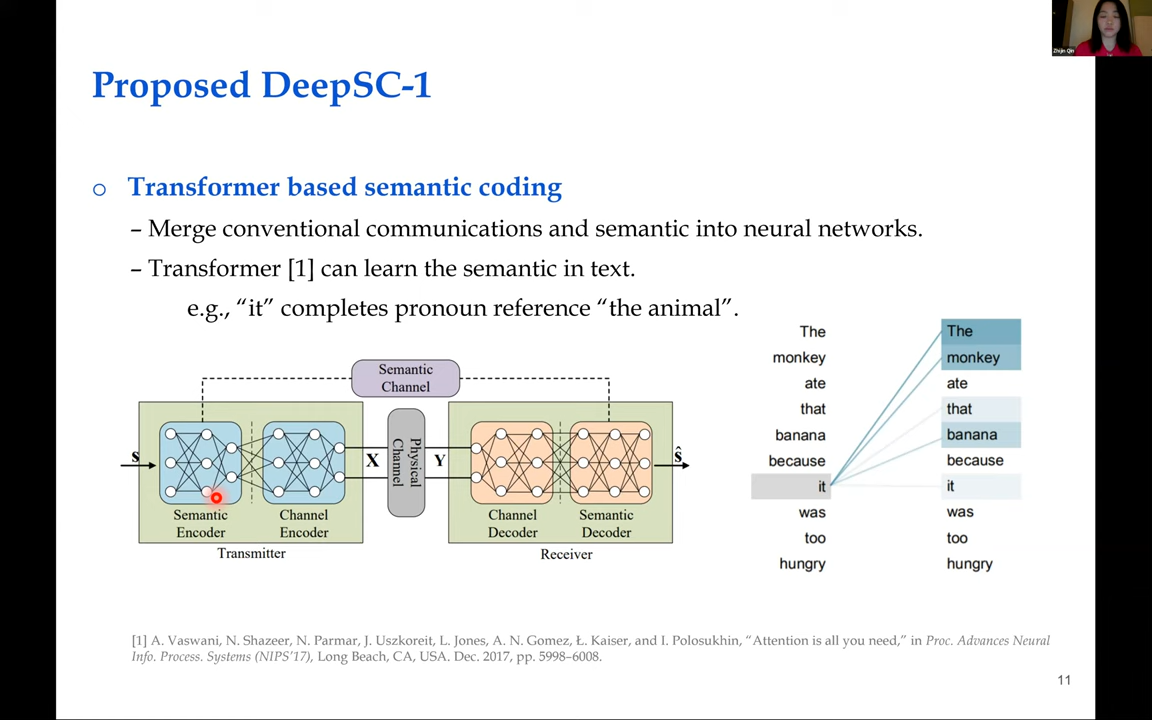 Zhijin Qin
Proposed DeepSC-1
o Transformer based semantic coding
– Merge conventional communications and semantic into neural networks.
– Transformer [1] can learn the semantic in text.
e.g., “it” completes pronoun reference “the animal”.
Semantic
Channel
s
X
Physical
Channel
Y
ŝ
Semantic
Encoder
Channel
Encoder
Transmitter
Channel
Decoder
Semantic
Decoder
Receiver
The The
monkey monkey
ate ate
that that
banana banana
because because
it it
was was
too too
hungry hungry
[1] A. Vaswani, N. Shazeer, N. Parmar, J. Uszkoreit, L. Jones, A. N. Gomez, Ł. Kaiser, and I. Polosukhin, “Attention is all you need,” in Proc. Advances Neural
Info. Process. Systems (NIPS’17), Long Beach, CA, USA. Dec. 2017, pp. 5998–6008.
11